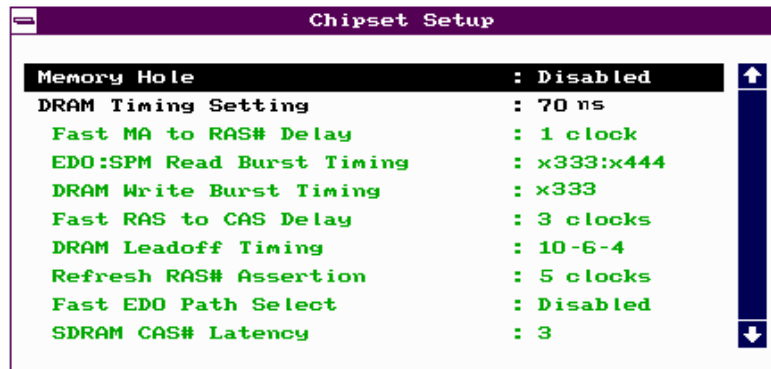 Chipset Setup
Memory Hole : Disabled
DRAM Timing Setting : 70 ns
Fast MA to RAS# Delay : 1 clock
EDO:SPM Read Burst Timing : x333:x444
DRAM Write Burst Timing : x333
Fast RAS to CAS Delay : 3 clocks
DRAM Leadoff Timing : 10-6-4
Refresh RAS# Assertion : 5 clocks
Fast EDO Path Select : Disabled
SDRAM CAS# Latency : 3